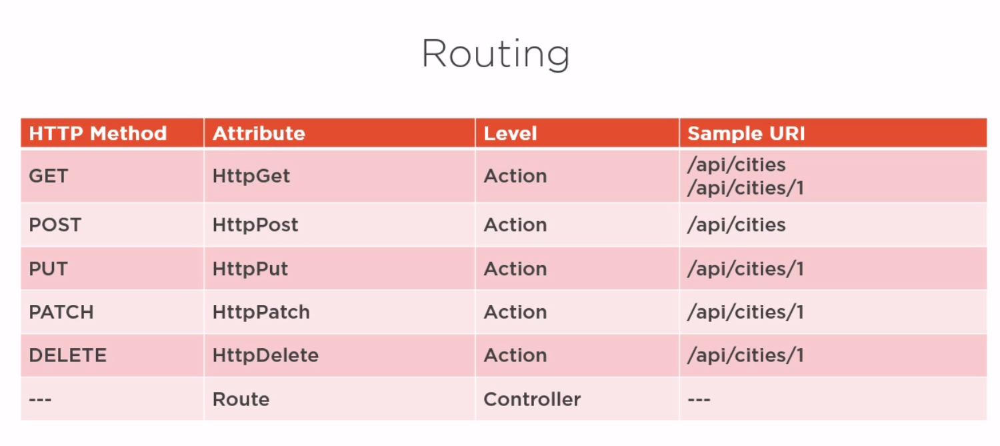 Routing
HTTP Method Attribute Level Sample URI
GET HttpGet Action /api/cities
/api/cities/1
POST HttpPost Action /api/cities
PUT HttpPut Action /api/cities/1
PATCH HttpPatch Action /api/cities/1
DELETE HttpDelete Action /api/cities/1
--- Route Controller ---